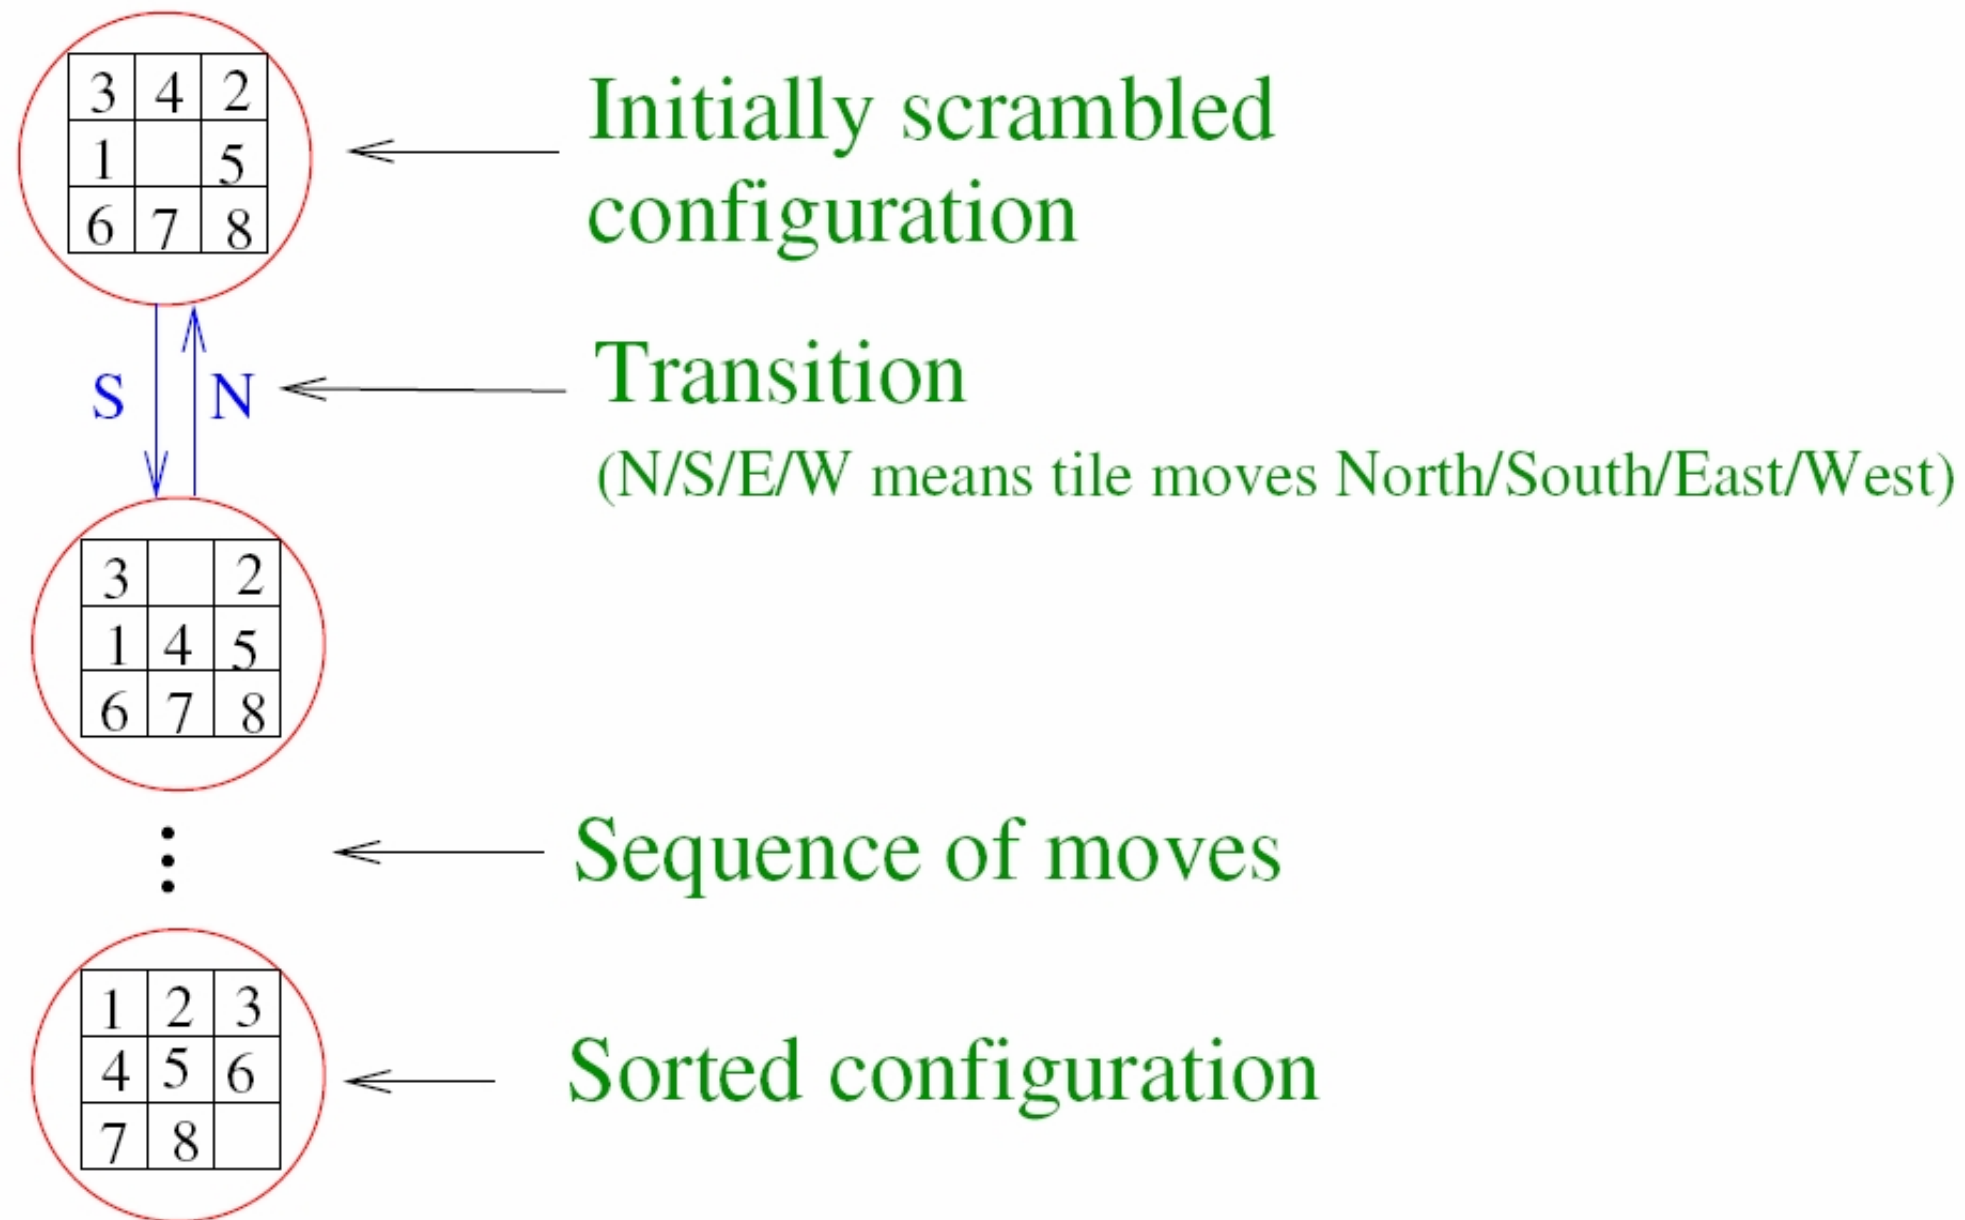 3 4 2
1 5
6 7 8
Initially scrambled
configuration
S N
Transition
(N/S/E/W means tile moves North/South/East/West)
3 2
1 4 5
6 7 8
Sequence of moves
1 2 3
4 5 6
7 8
Sorted configuration